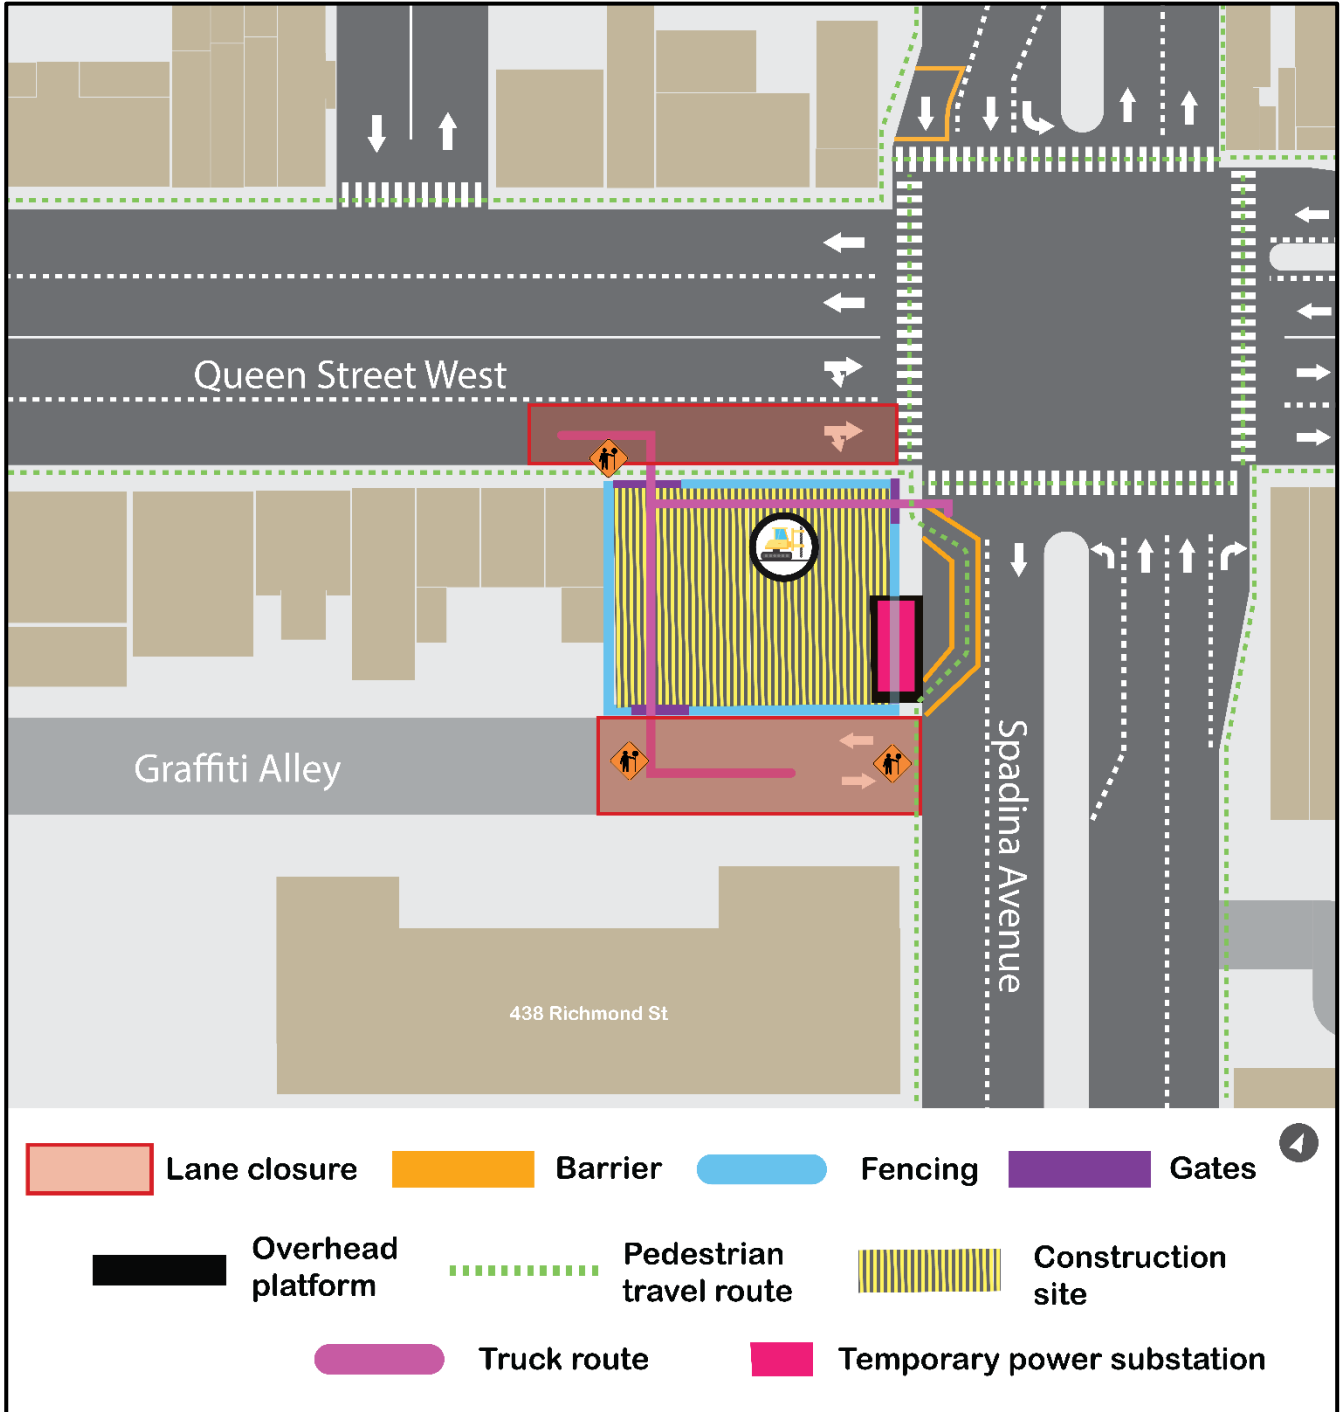 Queen Street West
Graffiti Alley
Spadina Avenue
438 Richmond St
Lane closure
Barrier
Fencing
Gates
Overhead
platform
Pedestrian
travel route
Construction
site
Truck route
Temporary power substation